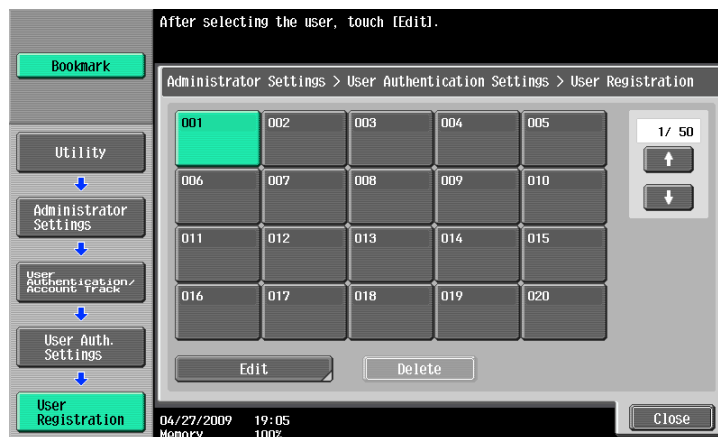 After selecting the user, touch [Edit].
Bookmark
Administrator Settings > User Authentication Settings > User Registration
001
002
003
004
005
1/ 50
Utility
006
007
008
009
010
Administrator
Settings
011
012
013
014
015
User
Authentication/
Account Track
016
017
018
019
020
User Auth.
Settings
Edit
Delete
User
Registration
04/27/2009 19:05
Close
Memory 100%